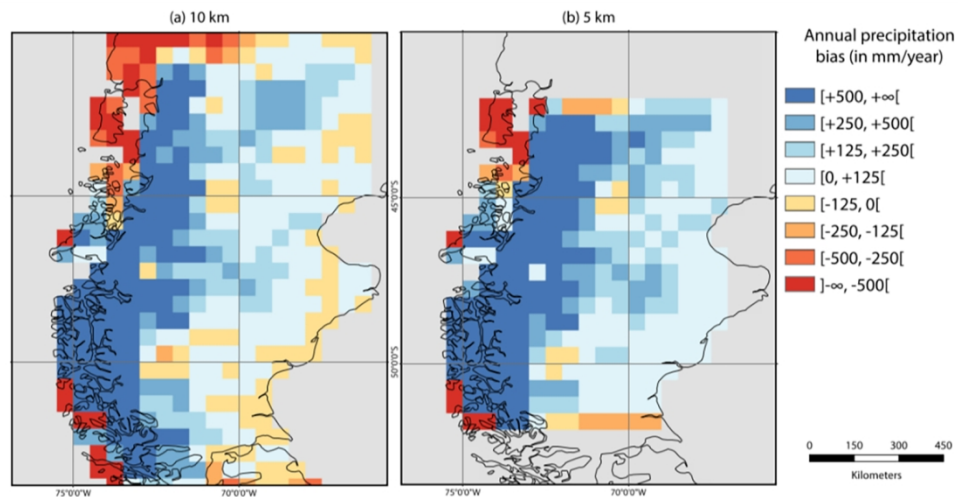 (a) 10 km
(b) 5 km
Annual precipitation
bias (in mm/year)
[+500, +∞[
[+250, +500[
[+125, +250[
[0, +125[
[-125, 0[
[-250, -125[
[-500, -250[
]-∞, -500[
45°0'0"S
50°0'0"S
0 150 300 450
Kilometers
75°0'0"W 70°0'0"W
75°0'0"W 70°0'0"W